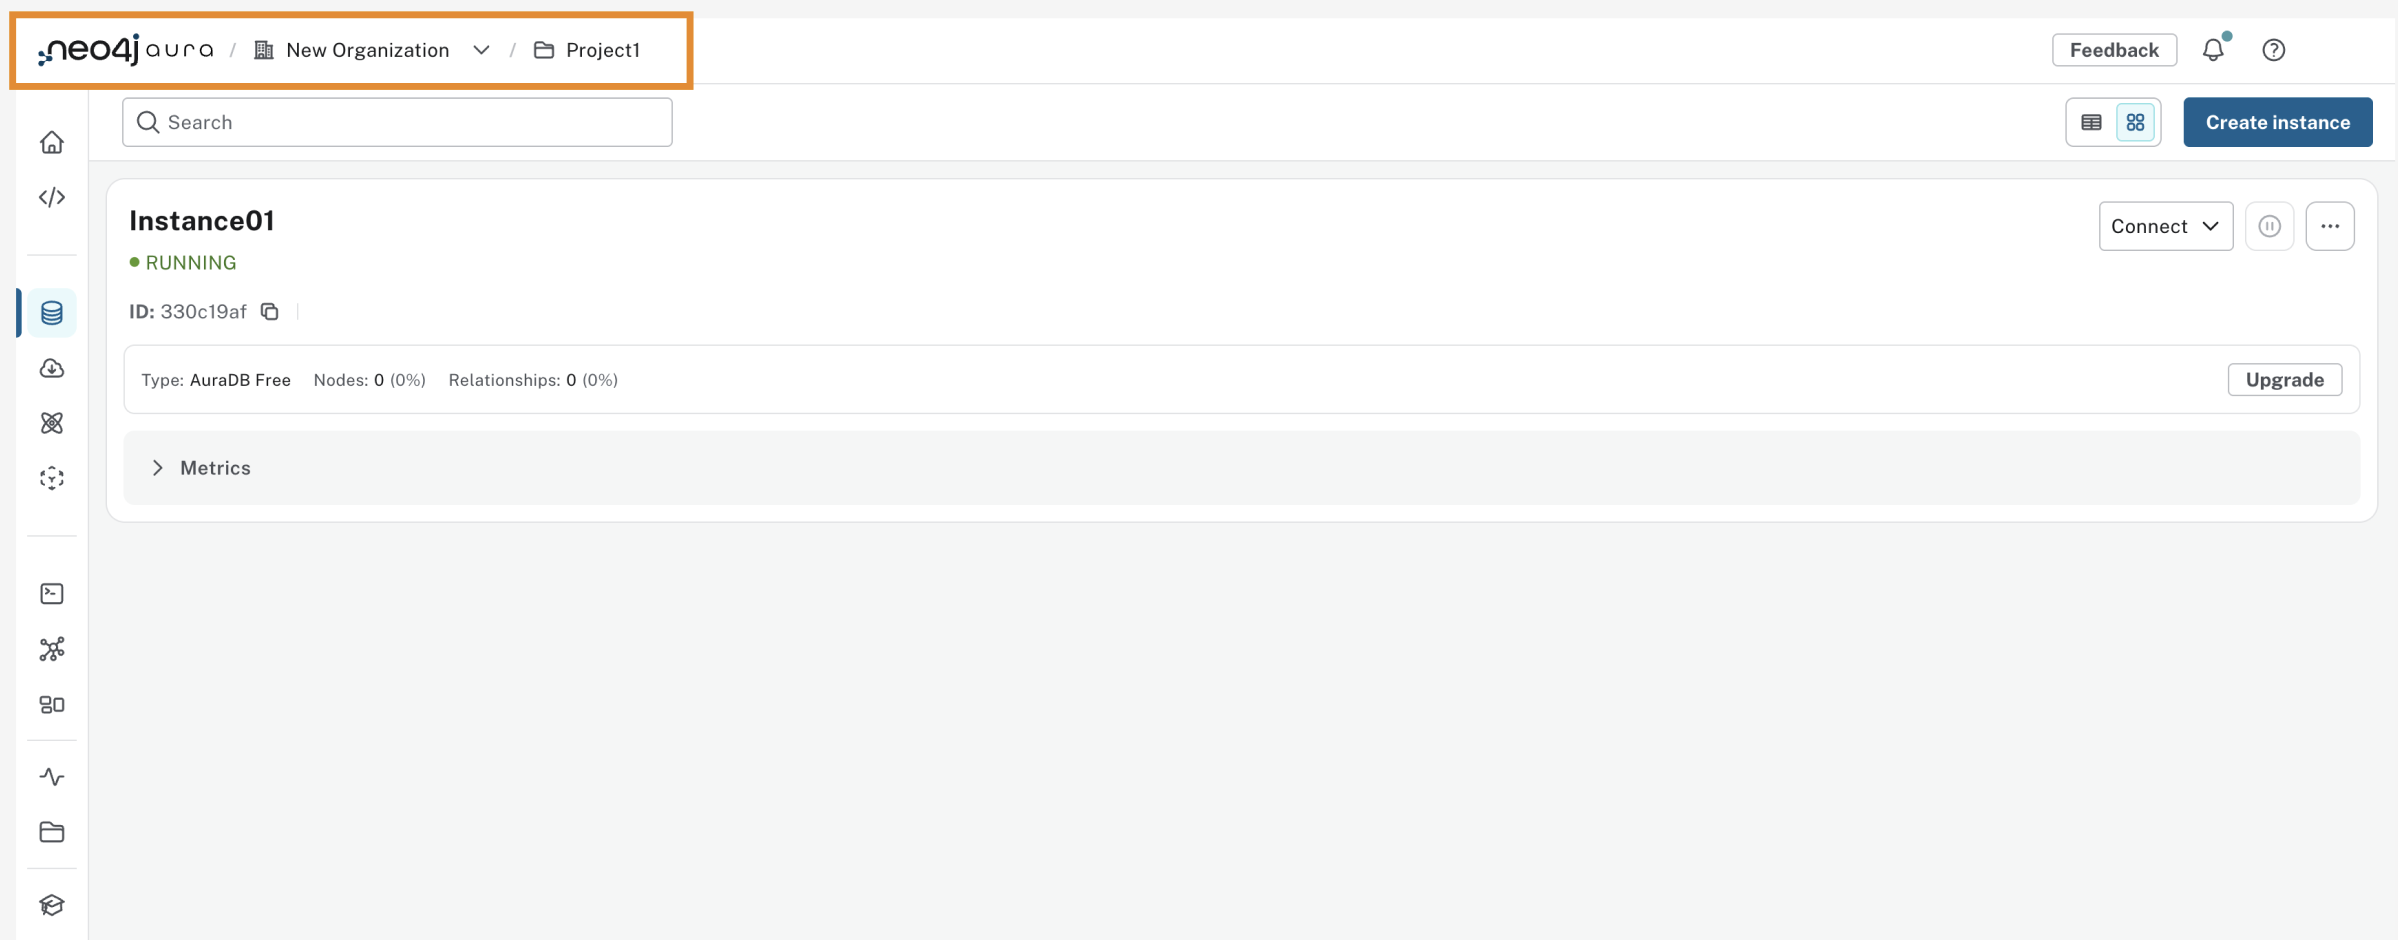 neo4j aura / New Organization / Project1
Feedback
Search
Create instance
Instance01
RUNNING
Connect
ID: 330c19af
Type: AuraDB Free Nodes: 0 (0%) Relationships: 0 (0%)
Upgrade
Metrics